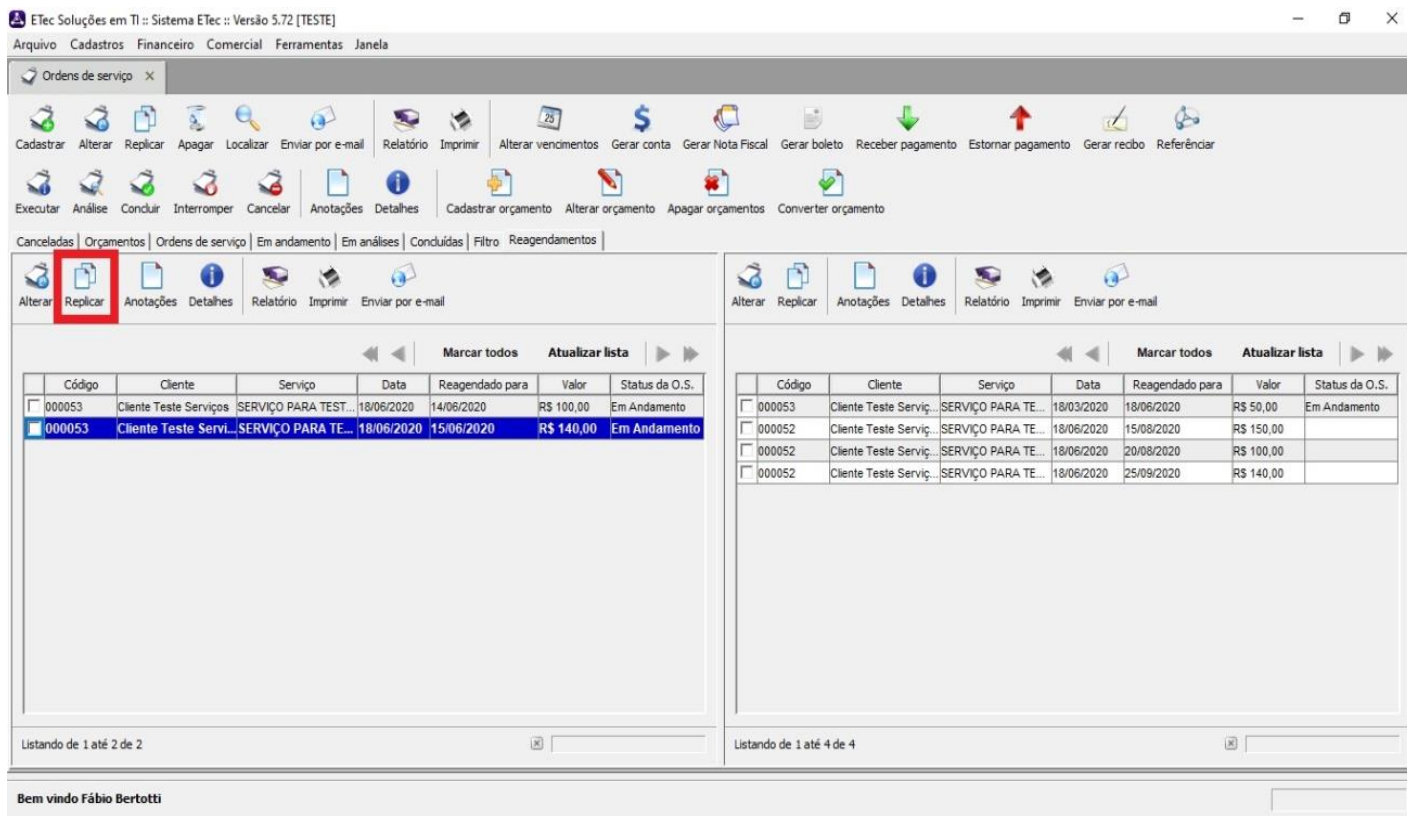 ETec Soluções em TI :: Sistema ETec :: Versão 5.72 [TESTE]
Arquivo Cadastros Financeiro Comercial Ferramentas Janela
Ordens de serviço
25
Cadastrar Alterar Replicar Apagar Localizar Enviar por e-mail Relatório Imprimir Alterar vencimentos Gerar conta Gerar Nota Fiscal Gerar boleto Receber pagamento Estornar pagamento Gerar recibo Referênciar
Executar Análise Concluir Interromper Cancelar Anotações Detalhes Cadastrar orçamento Alterar orçamento Apagar orçamentos Converter orçamento
Canceladas Orçamentos Ordens de serviço Em andamento Em análises Concluídas Filtro Reagendamentos
Alterar Replicar Anotações Detalhes Relatório Imprimir Enviar por e-mail
Marcar todos Atualizar lista
Código Cliente Serviço Data Reagendado para Valor Status da O.S.
000053 Cliente Teste Serviços SERVIÇO PARA TEST... 18/06/2020 14/06/2020 R$ 100,00 Em Andamento
000053 Cliente Teste Servi... SERVIÇO PARA TE... 18/06/2020 15/06/2020 R$ 140,00 Em Andamento
Listando de 1 até 2 de 2
Alterar Replicar Anotações Detalhes Relatório Imprimir Enviar por e-mail
Marcar todos Atualizar lista
Código Cliente Serviço Data Reagendado para Valor Status da O.S.
000053 Cliente Teste Serviç... SERVIÇO PARA TE... 18/03/2020 18/06/2020 R$ 50,00 Em Andamento
000052 Cliente Teste Serviç... SERVIÇO PARA TE... 18/06/2020 15/08/2020 R$ 150,00
000052 Cliente Teste Serviç... SERVIÇO PARA TE... 18/06/2020 20/08/2020 R$ 100,00
000052 Cliente Teste Serviç... SERVIÇO PARA TE... 18/06/2020 25/09/2020 R$ 140,00
Listando de 1 até 4 de 4
Bem vindo Fábio Bertotti